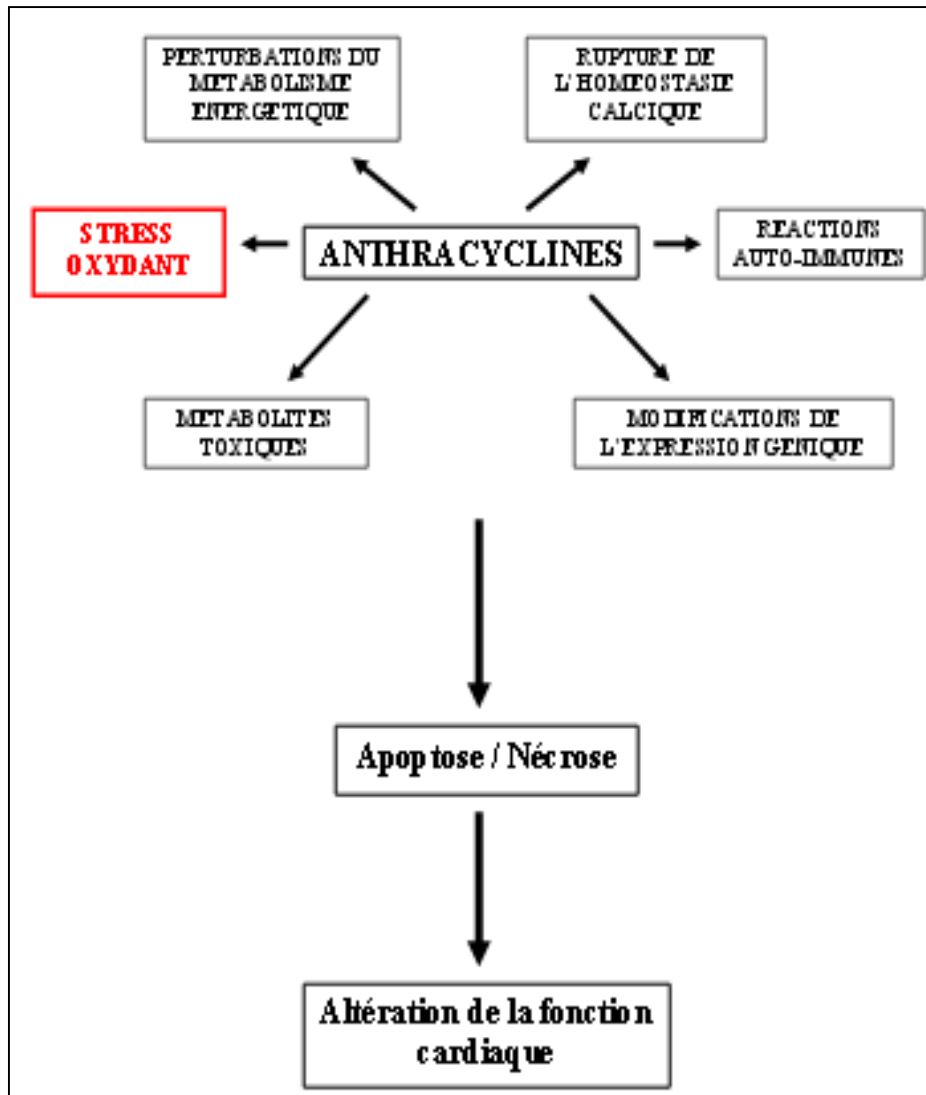 PERTURBATIONS DU
METABOLISME
ENERGETIQUE
RUPTURE DE
L'HOMEOSTASIE
CALCIQUE
STRESS
OXYDANT
ANTHRACYCLINES
REACTIONS
AUTO-IMMUNES
METABOLITES
TOXIQUES
MODIFICATIONS DE
L'EXPRESSION GENIQUE
Apoptose / Nécrose
Altération de la fonction
cardiaque